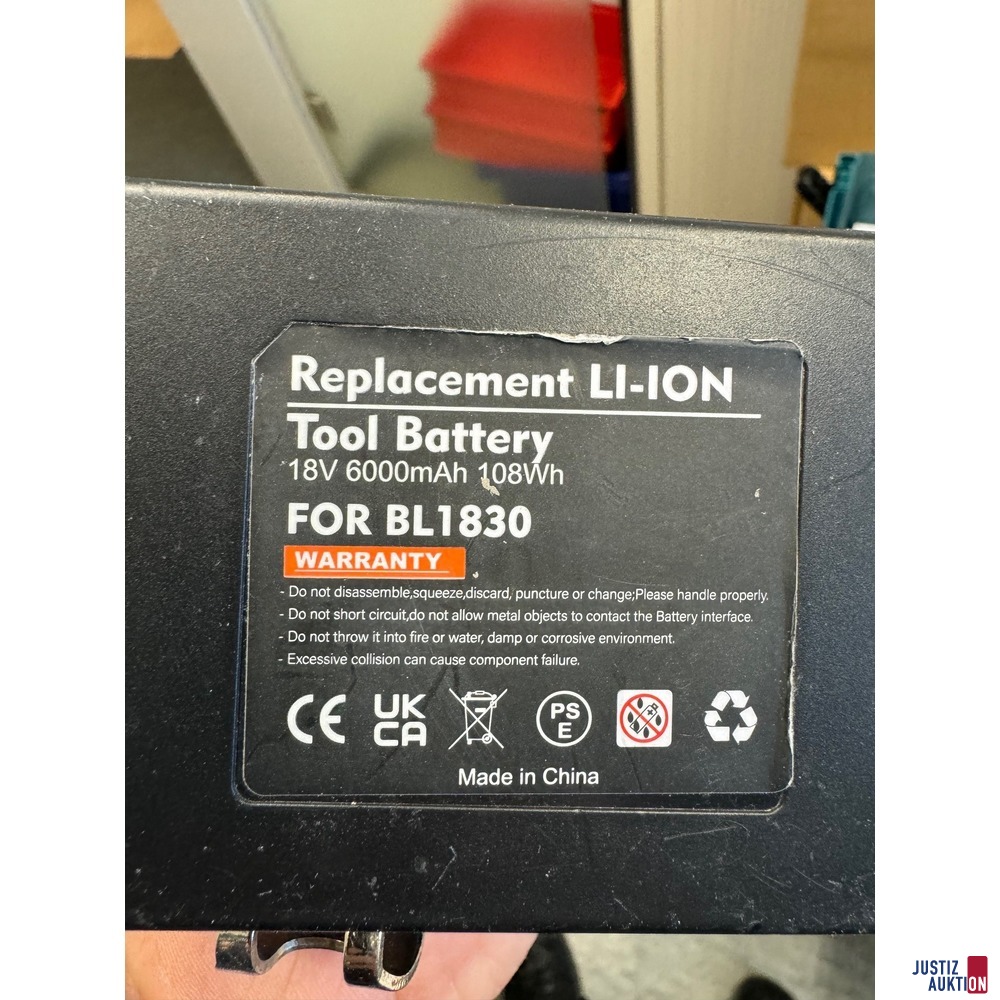 Replacement LI-ION
Tool Battery
18V 6000mAh 108Wh
FOR BL1830
WARRANTY
- Do not disassemble,squeeze,discard, puncture or change;Please handle properly.
- Do not short circuit,do not allow metal objects to contact the Battery interface.
- Do not throw it into fire or water, damp or corrosive environment.
- Excessive collision can cause component failure.
CE
UK
CA
PS
E
Made in China
JUSTIZ
AUKTION